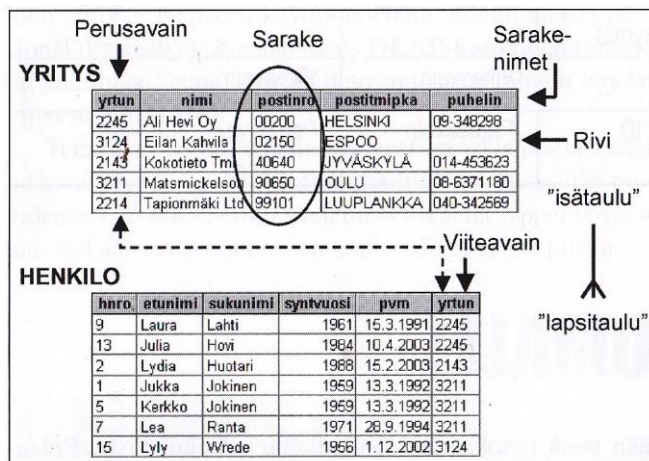 Perusavain
Sarake
Sarake-
nimet
YRITYS
yrtun nimi postinro postitmipka puhelin
2245 Ali Hevi Oy 00200 HELSINKI 09-348298
3124 Eilan Kahvila 02150 ESPOO
2143 Kokotieto Tmi 40640 JYVÄSKYLÄ 014-453623
3211 Matsmickelson 90650 OULU 08-6371180
2214 Tapionmäki Ltd 99101 LUUPLANKKA 040-342569
Rivi
"isätaulu"
"lapsitaulu"
Viiteavain
HENKILO
hnro etunimi sukunimi syntvuosi pvm yrtun
9 Laura Lahti 1961 15.3.1991 2245
13 Julia Hovi 1984 10.4.2003 2245
2 Lydia Huotari 1988 15.2.2003 2143
1 Jukka Jokinen 1959 13.3.1992 3211
5 Kerkko Jokinen 1959 13.3.1992 3211
7 Lea Ranta 1971 28.9.1994 3211
15 Lyly Wrede 1956 1.12.2002 3124